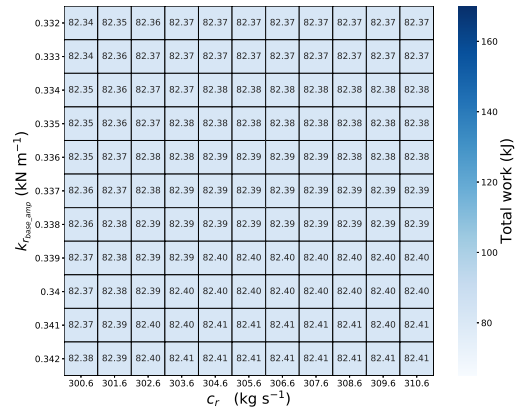 0.332 82.34 82.35 82.36 82.37 82.37 82.37 82.37 82.37 82.37 82.37 82.37
0.333 82.34 82.36 82.37 82.37 82.37 82.37 82.37 82.37 82.37 82.37 82.37
0.334 82.35 82.36 82.37 82.37 82.38 82.38 82.38 82.38 82.38 82.38 82.38
0.335 82.35 82.36 82.37 82.38 82.38 82.38 82.38 82.38 82.38 82.38 82.38
0.336 82.35 82.37 82.38 82.38 82.38 82.39 82.39 82.39 82.38 82.38 82.38
0.337 82.36 82.37 82.38 82.39 82.39 82.39 82.39 82.39 82.39 82.39 82.39
0.338 82.36 82.38 82.38 82.39 82.39 82.39 82.39 82.39 82.39 82.39 82.39
0.339 82.37 82.38 82.39 82.39 82.40 82.40 82.40 82.40 82.40 82.40 82.40
0.34 82.37 82.38 82.39 82.40 82.40 82.40 82.40 82.40 82.40 82.40 82.40
0.341 82.37 82.39 82.40 82.40 82.41 82.41 82.41 82.41 82.41 82.40 82.40
0.342 82.38 82.39 82.40 82.41 82.41 82.41 82.41 82.41 82.41 82.41 82.41
300.6 301.6 302.6 303.6 304.6 305.6 306.6 307.6 308.6 309.6 310.6
c_r (kg s⁻¹)
k_{r_{base_amp}} (kN m⁻¹)
160
140
120
100
80
Total work (kJ)